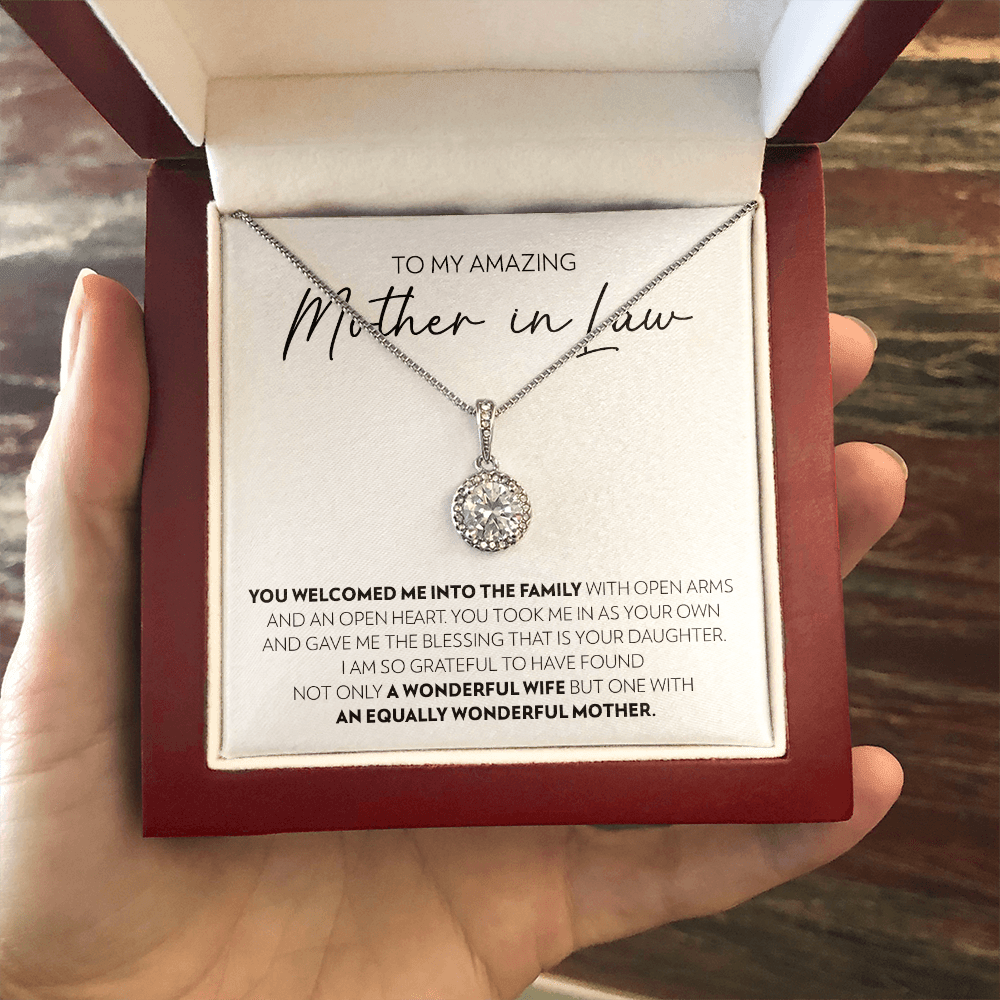 TO MY AMAZING
Mother in Law
YOU WELCOMED ME INTO THE FAMILY WITH OPEN ARMS
AND AN OPEN HEART. YOU TOOK ME IN AS YOUR OWN
AND GAVE ME THE BLESSING THAT IS YOUR DAUGHTER.
I AM SO GRATEFUL TO HAVE FOUND
NOT ONLY A WONDERFUL WIFE BUT ONE WITH
AN EQUALLY WONDERFUL MOTHER.